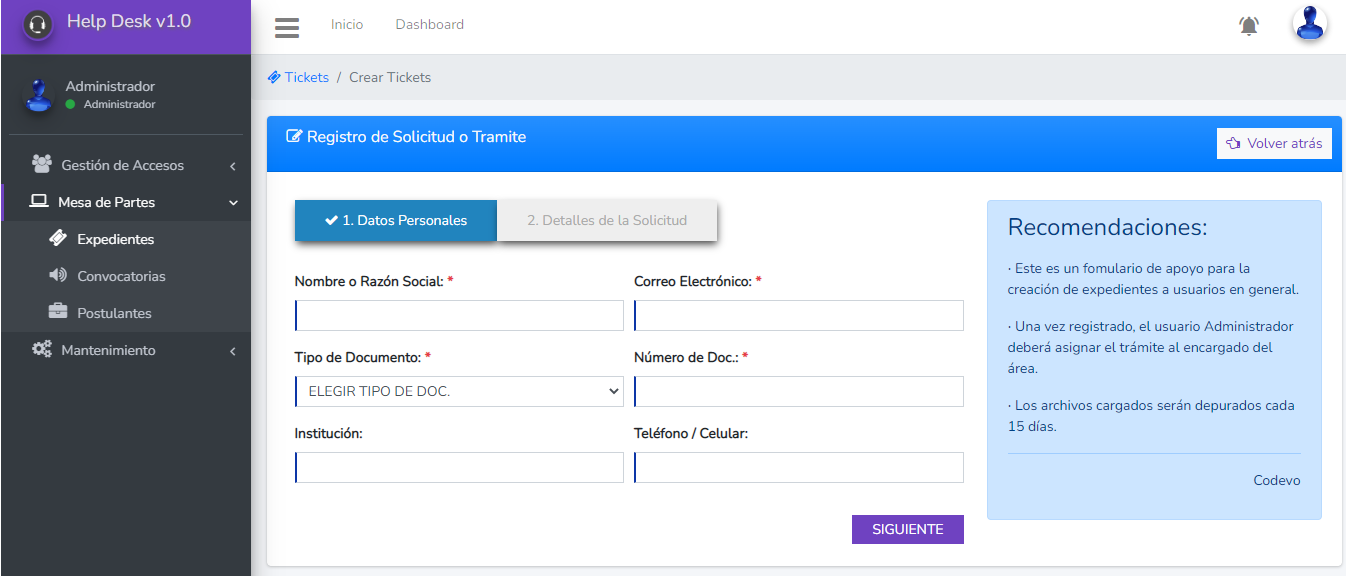 Help Desk v1.0
Inicio
Dashboard
Administrador
Administrador
Gestión de Accesos
Mesa de Partes
Expedientes
Convocatorias
Postulantes
Mantenimiento
Tickets / Crear Tickets
Registro de Solicitud o Tramite
Volver atrás
1. Datos Personales
2. Detalles de la Solicitud
Nombre o Razón Social: *
Correo Electrónico: *
Tipo de Documento: *
Número de Doc.: *
ELEGIR TIPO DE DOC.
Institución:
Teléfono / Celular:
SIGUIENTE
Recomendaciones:
· Este es un fomulario de apoyo para la
creación de expedientes a usuarios en general.
· Una vez registrado, el usuario Administrador
deberá asignar el trámite al encargado del
área.
· Los archivos cargados serán depurados cada
15 días.
Codevo